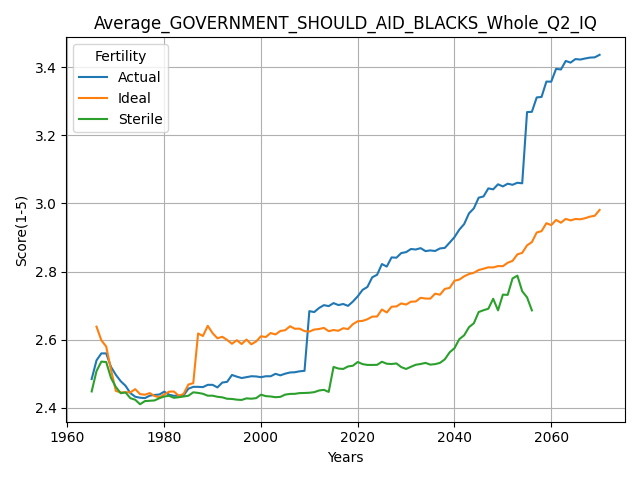 Average_GOVERNMENT_SHOULD_AID_BLACKS_Whole_Q2_IQ
Fertility
Actual
Ideal
Sterile
3.4
3.2
3.0
2.8
2.6
2.4
Score(1-5)
1960 1980 2000 2020 2040 2060
Years